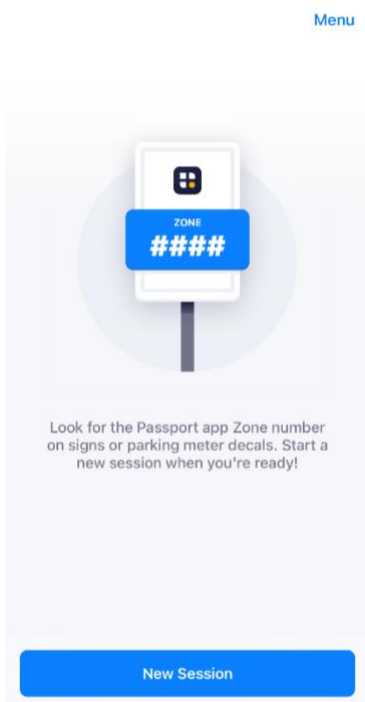 Menu
ZONE
####
Look for the Passport app Zone number
on signs or parking meter decals. Start a
new session when you're ready!
New Session